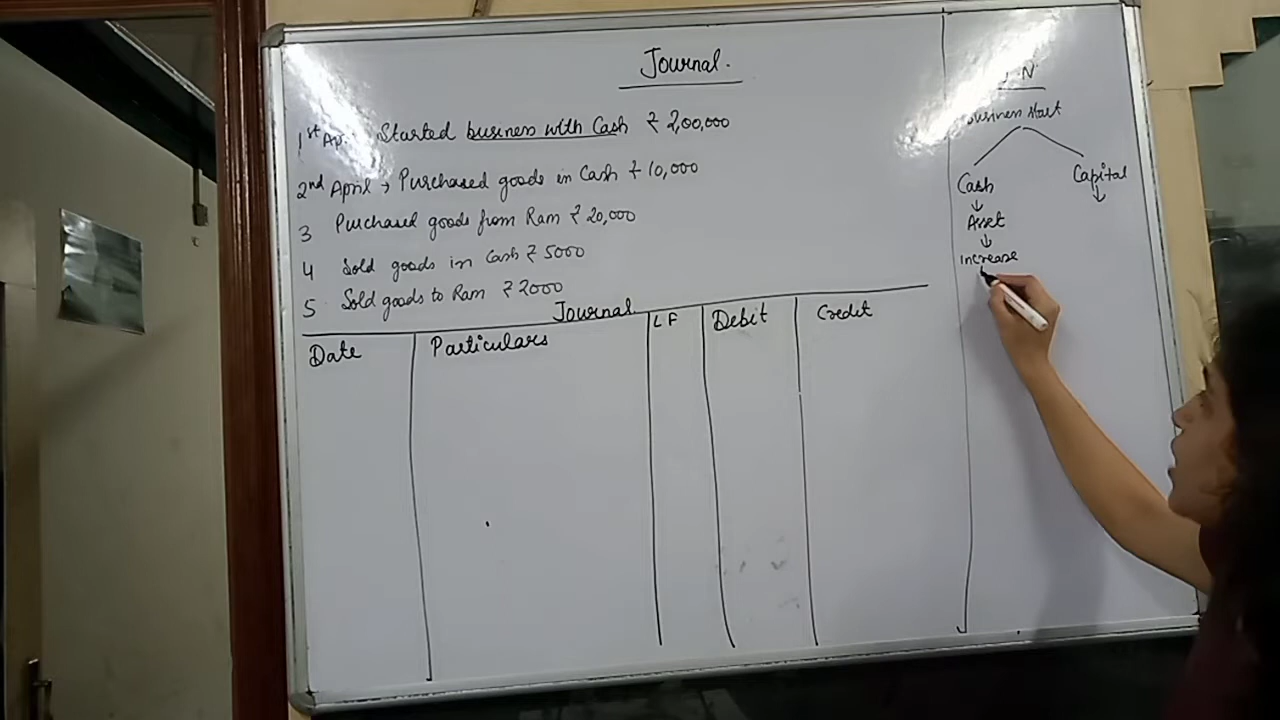 Journal.
1st Ap. Started business with Cash ₹ 2,00,000
2nd April → Purchased goods in Cash ₹ 10,000
3 Purchased goods from Ram ₹ 20,000
4 Sold goods in Cash ₹ 5000
5 Sold goods to Ram ₹ 2000
Journal
Date Particulars LF Debit Credit
W.N
Business start
Cash Capital
↓ ↓
Asset
↓
increase